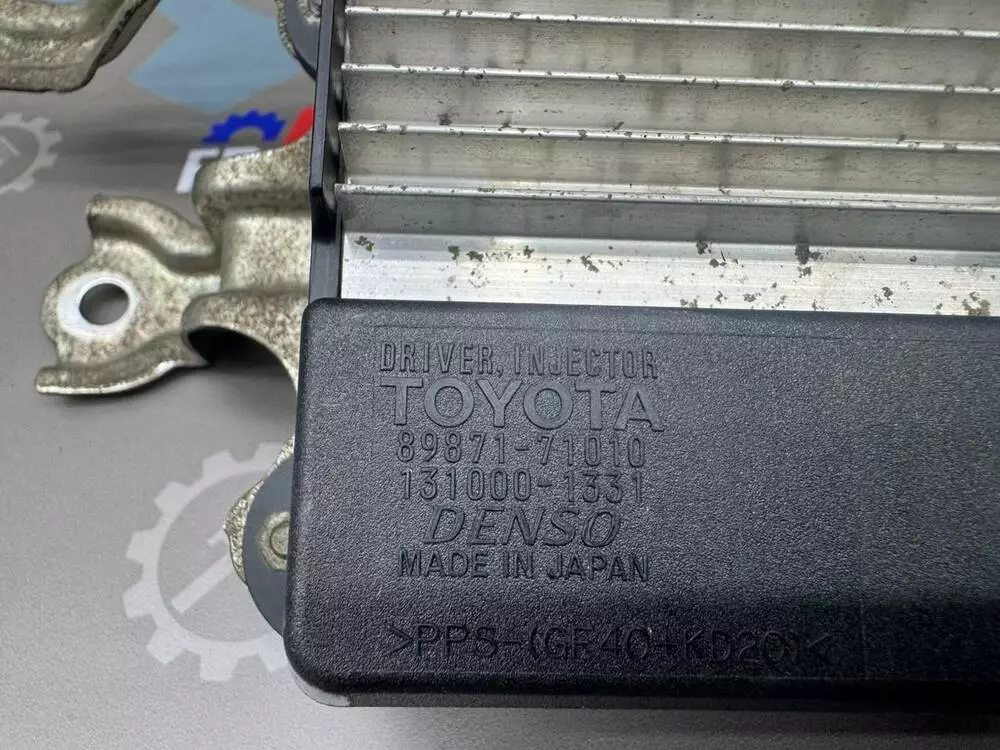 DRIVER, INJECTOR
TOYOTA
89871-71010
131000-1331
DENSO
MADE IN JAPAN
>PPS-(GF40+KD20)<